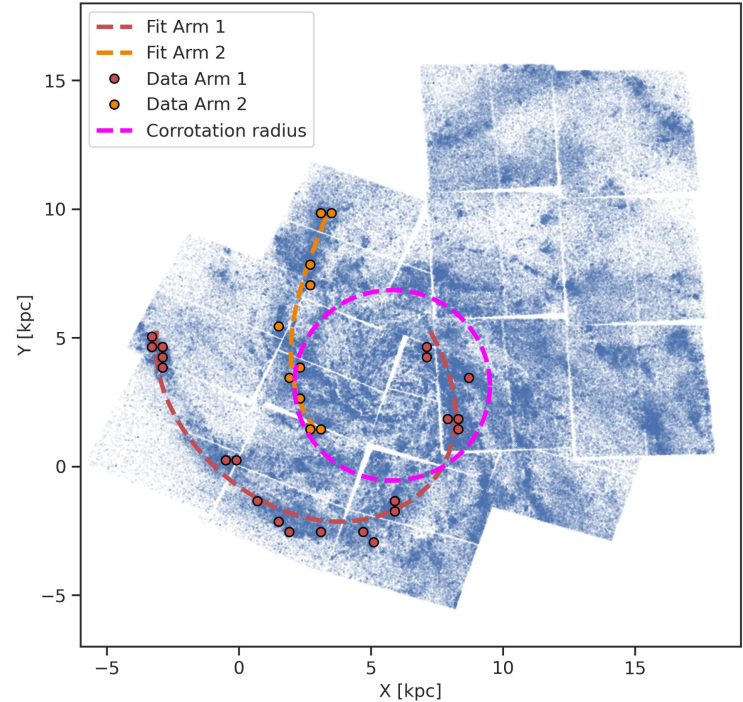 Fit Arm 1
Fit Arm 2
Data Arm 1
Data Arm 2
Corrotation radius
15
10
5
0
−5
Y [kpc]
−5 0 5 10 15
X [kpc]